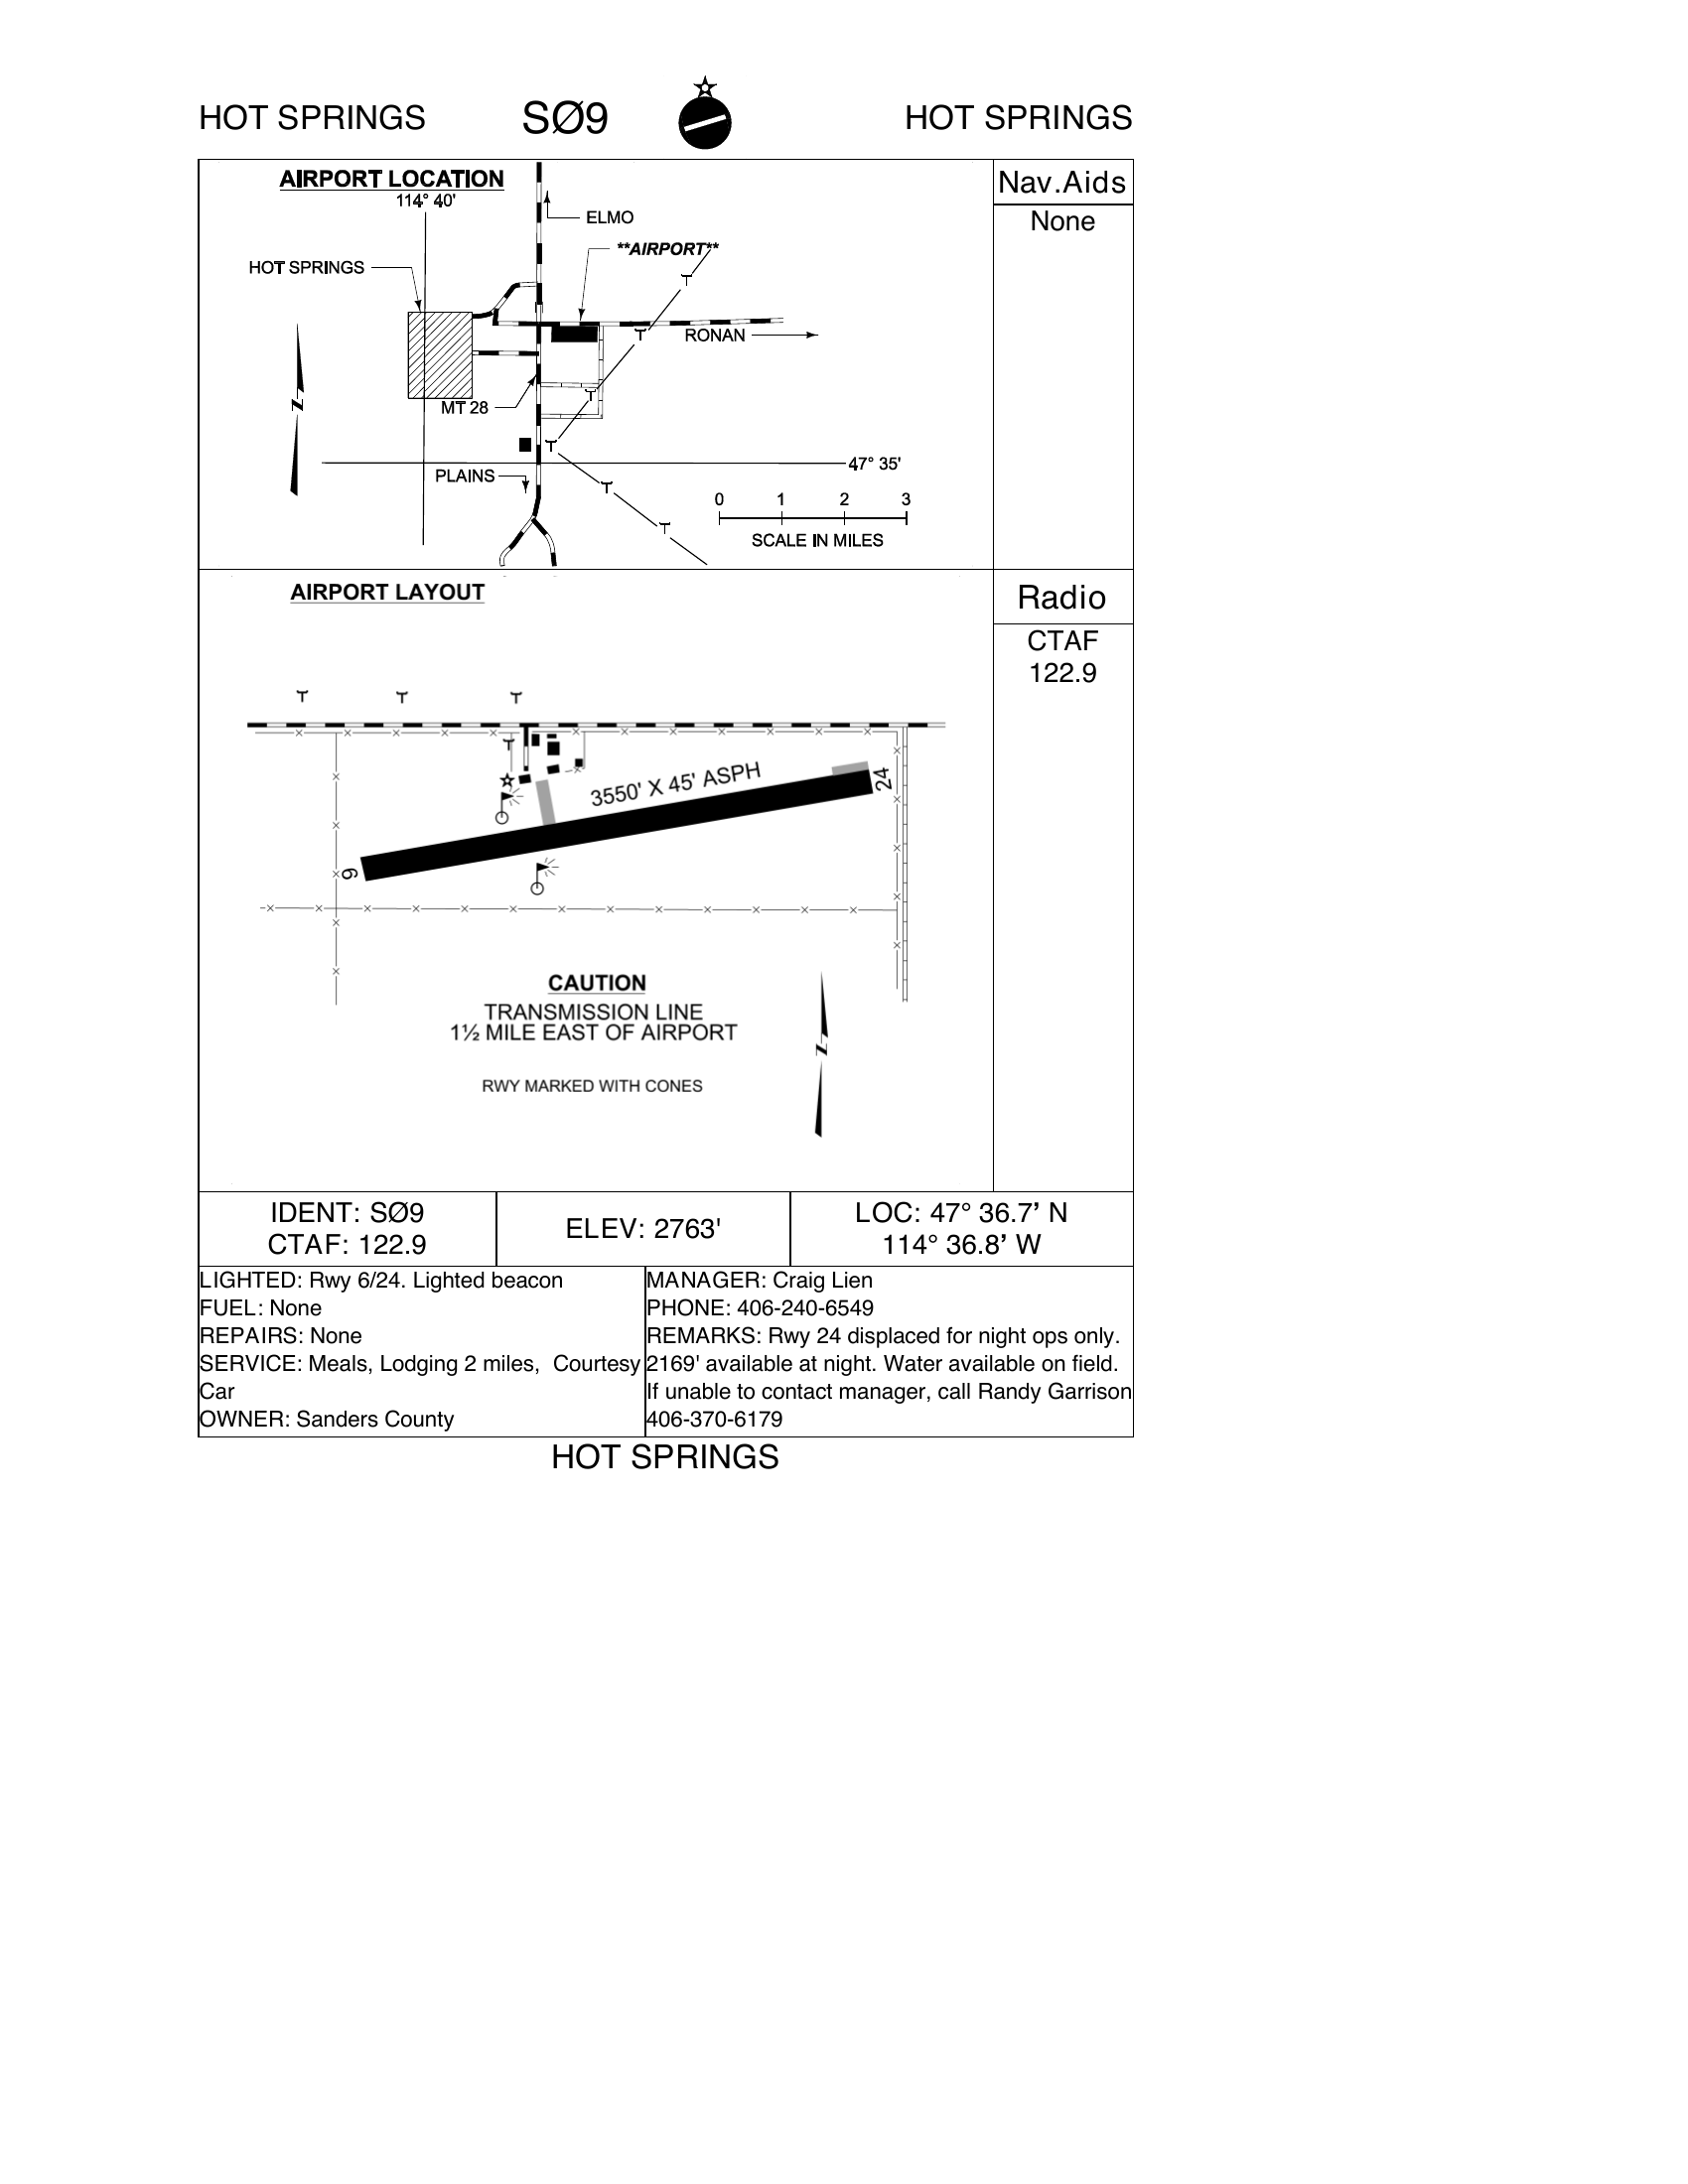 HOT SPRINGS SØ9 HOT SPRINGS
AIRPORT LOCATION
114° 40'
ELMO
**AIRPORT**
HOT SPRINGS
RONAN
N
MT 28
47° 35'
PLAINS
0 1 2 3
SCALE IN MILES
Nav.Aids
None
AIRPORT LAYOUT
Radio
CTAF
122.9
3550' X 45' ASPH
24
6
CAUTION
TRANSMISSION LINE
1½ MILE EAST OF AIRPORT
N
RWY MARKED WITH CONES
IDENT: SØ9
CTAF: 122.9
ELEV: 2763'
LOC: 47° 36.7’ N
114° 36.8’ W
LIGHTED: Rwy 6/24. Lighted beacon
FUEL: None
REPAIRS: None
SERVICE: Meals, Lodging 2 miles, Courtesy
Car
OWNER: Sanders County
MANAGER: Craig Lien
PHONE: 406-240-6549
REMARKS: Rwy 24 displaced for night ops only.
2169' available at night. Water available on field.
If unable to contact manager, call Randy Garrison
406-370-6179
HOT SPRINGS